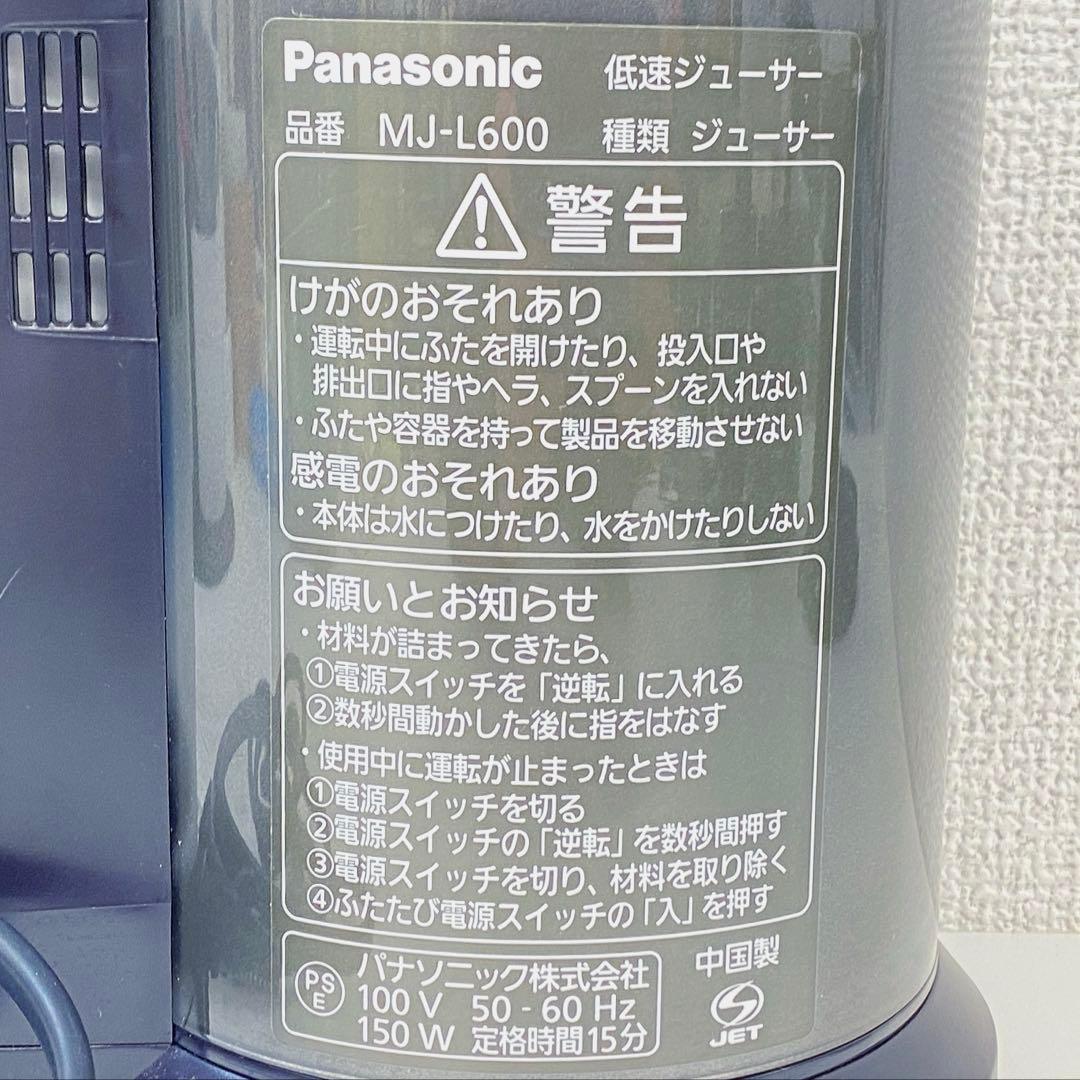 Panasonic 低速ジューサー
品番 MJ-L600 種類 ジューサー
警告
けがのおそれあり
・運転中にふたを開けたり、投入口や
排出口に指やヘラ、スプーンを入れない
・ふたや容器を持って製品を移動させない
感電のおそれあり
・本体は水につけたり、水をかけたりしない
お願いとお知らせ
・材料が詰まってきたら、
①電源スイッチを「逆転」に入れる
②数秒間動かした後に指をはなす
・使用中に運転が止まったときは
①電源スイッチを切る
②電源スイッチの「逆転」を数秒間押す
③電源スイッチを切り、材料を取り除く
④ふたたび電源スイッチの「入」を押す
PS
E
パナソニック株式会社
100 V 50 - 60 Hz
150 W 定格時間15分
中国製
JET